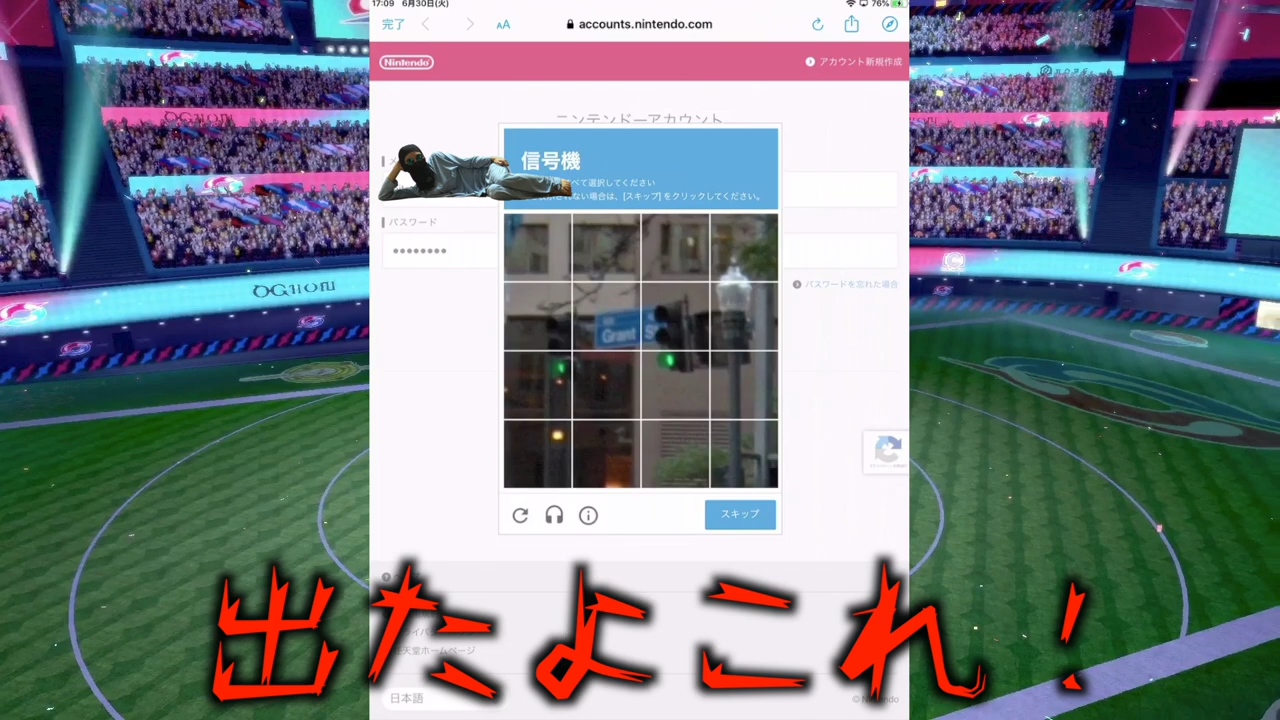 17:09 6月30日(火)
76%
完了
AA
accounts.nintendo.com
Nintendo
アカウント新規作成
ニンテンドーアカウント
信号機
べて選択してください
ない場合は、[スキップ] をクリックしてください。
パスワード
••••••••
パスワードを忘れた場合
Grant
スキップ
出たよこれ！
天堂ホームページ
日本語